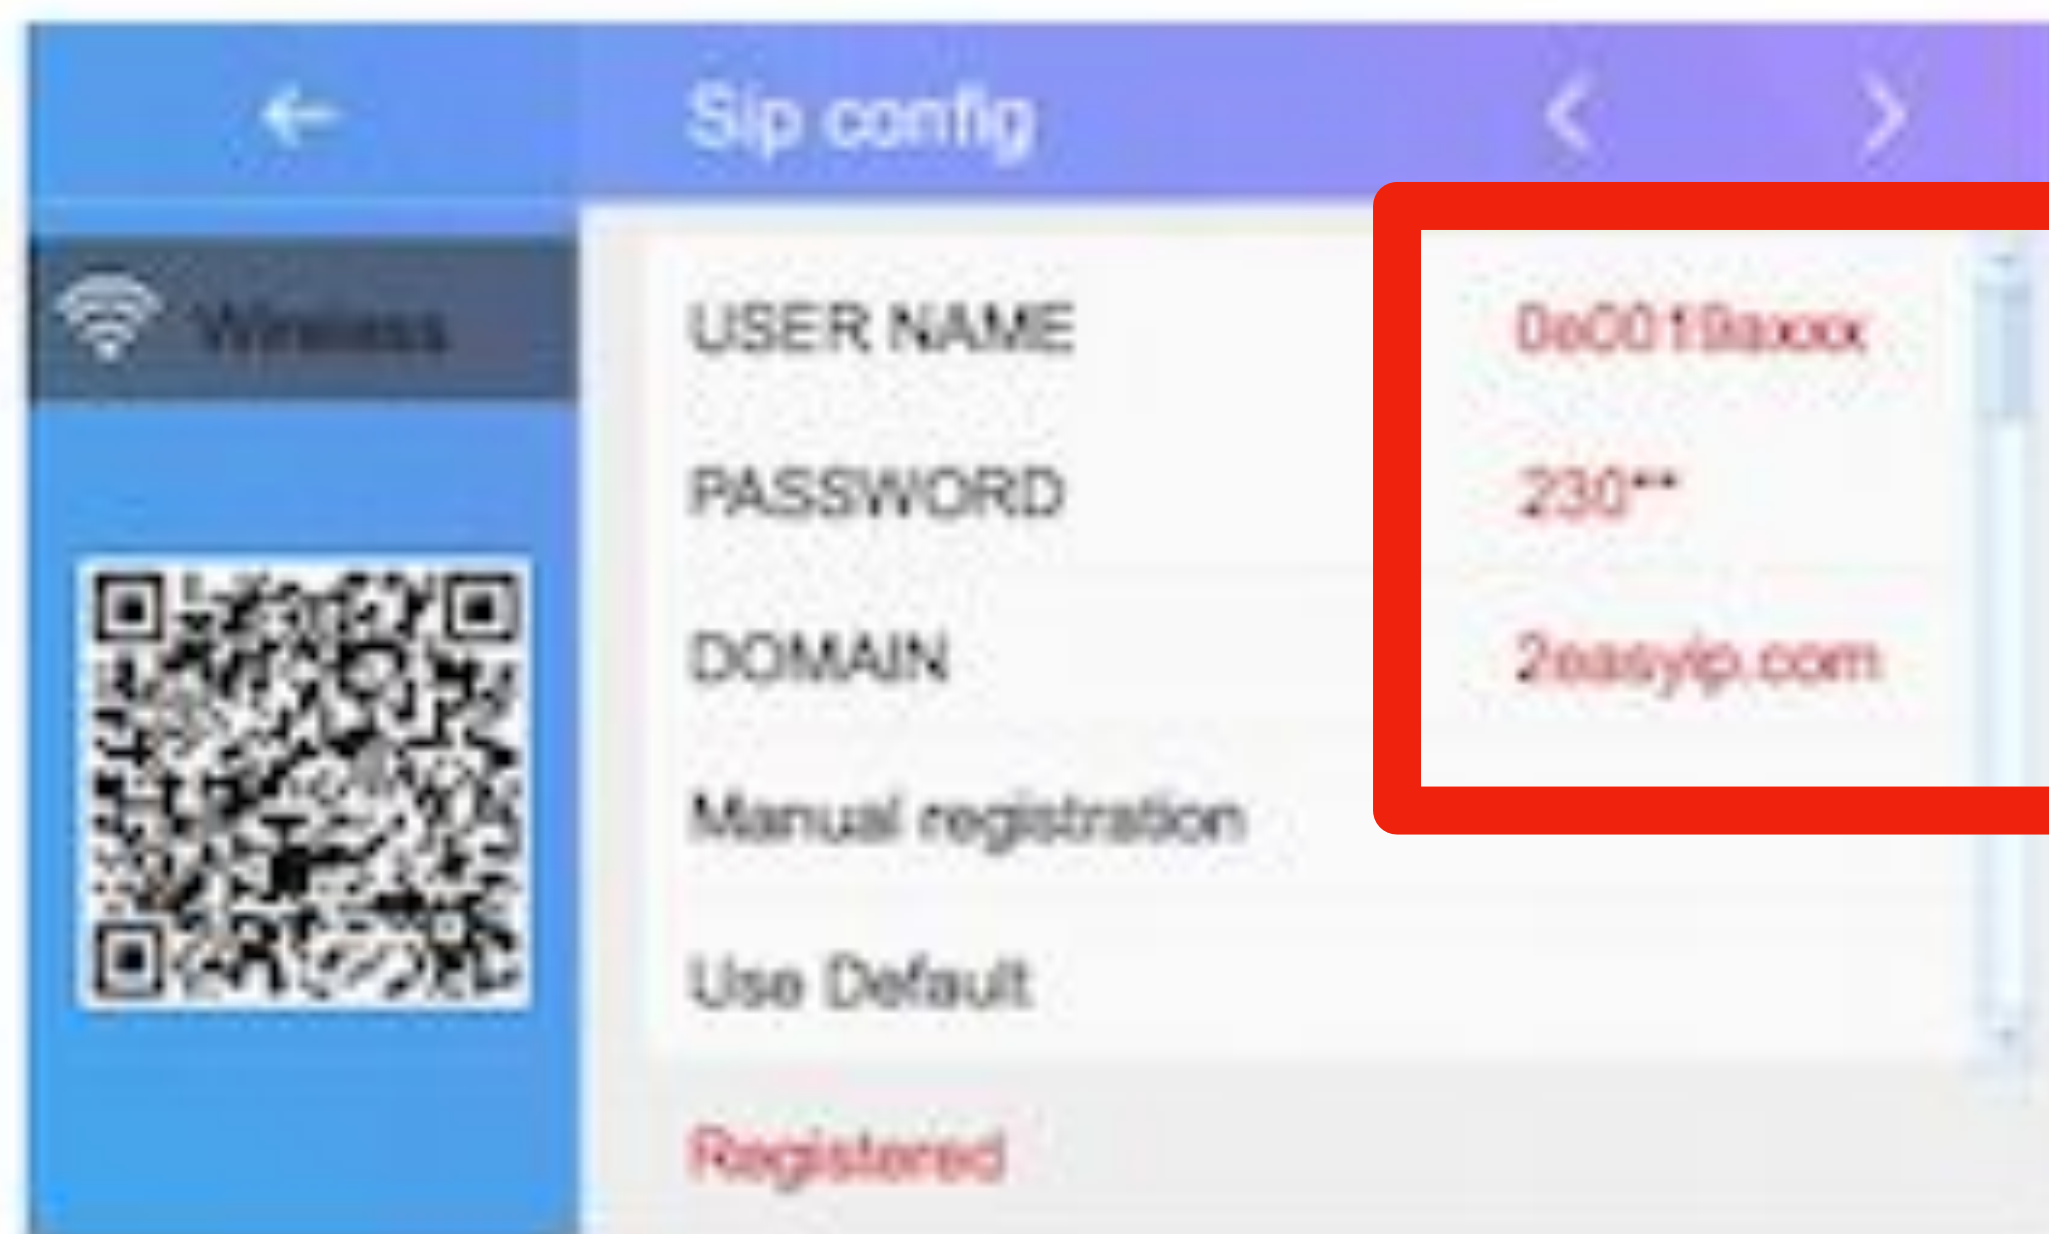 Sip config
Wireless
USER NAME 0e0019axxx
PASSWORD 230**
DOMAIN 2easyip.com
Manual registration
Use Default
Registered